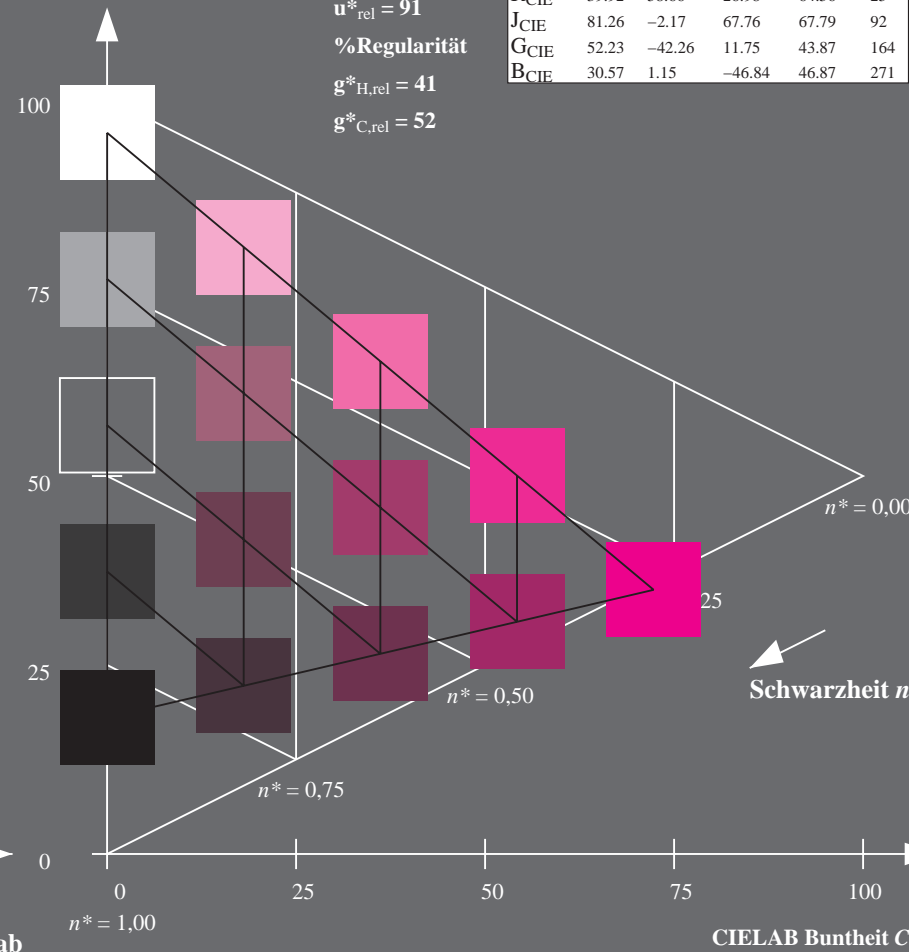 u*rel = 91
%Regularität
g*H,rel = 41
g*C,rel = 52
JCIE 81.26 −2.17 67.76 67.79 92
GCIE 52.23 −42.26 11.75 43.87 164
BCIE 30.57 1.15 −46.84 46.87 271
100
75
50
n* = 0,00
25
25
Schwarzheit n
n* = 0,50
n* = 0,75
0
0 25 50 75 100
n* = 1,00
ab
CIELAB Buntheit C